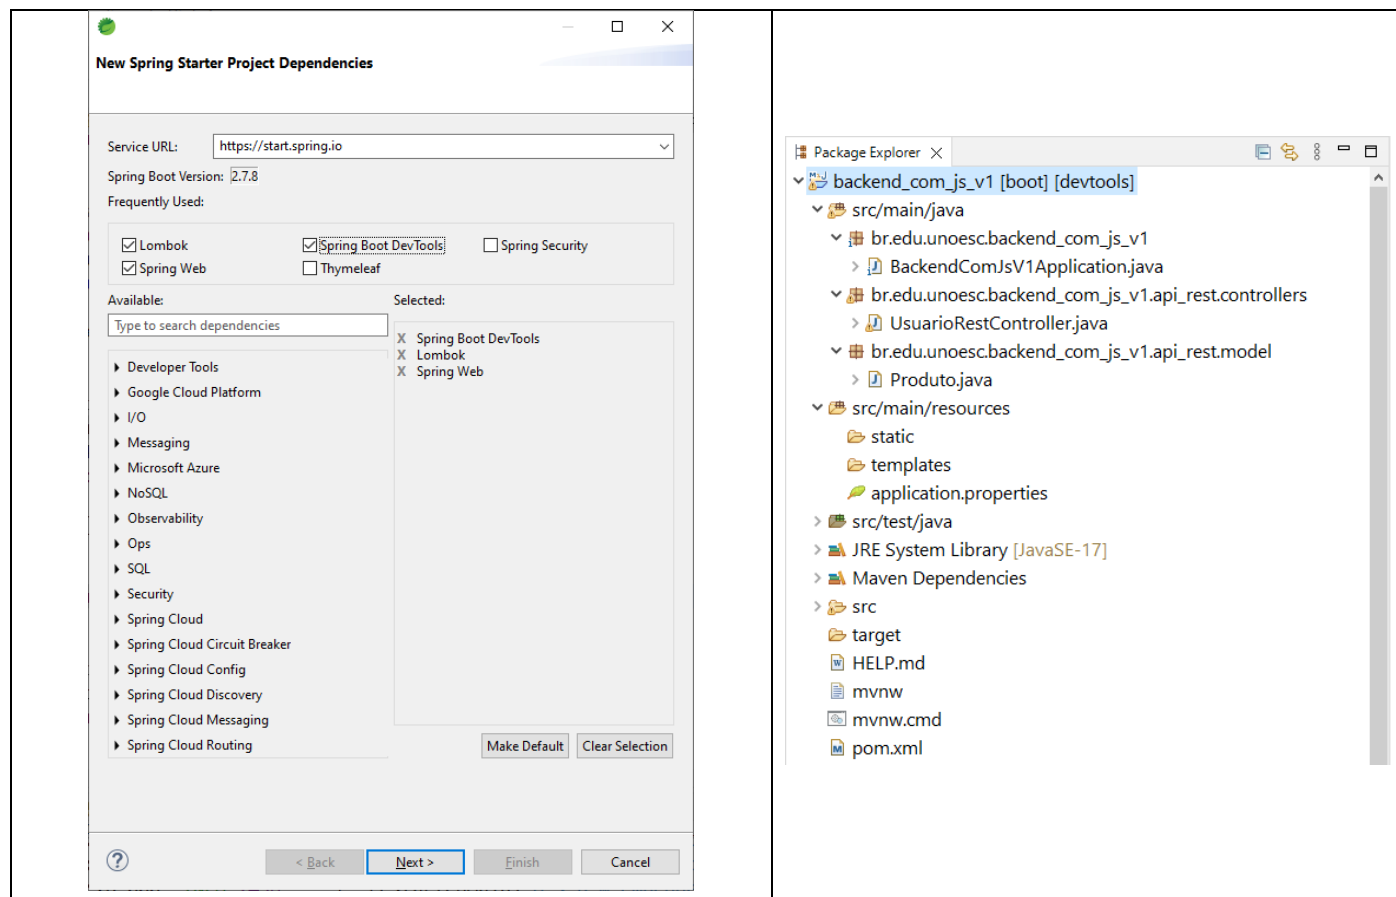 New Spring Starter Project Dependencies
Service URL: https://start.spring.io
Spring Boot Version: 2.7.8
Frequently Used:
Lombok Spring Boot DevTools Spring Security
Spring Web Thymeleaf
Available: Selected:
Type to search dependencies
X Spring Boot DevTools
X Lombok
X Spring Web
Developer Tools
Google Cloud Platform
I/O
Messaging
Microsoft Azure
NoSQL
Observability
Ops
SQL
Security
Spring Cloud
Spring Cloud Circuit Breaker
Spring Cloud Config
Spring Cloud Discovery
Spring Cloud Messaging
Spring Cloud Routing
Make Default Clear Selection
? < Back Next > Finish Cancel
Package Explorer
backend_com_js_v1 [boot] [devtools]
src/main/java
br.edu.unoesc.backend_com_js_v1
BackendComJsV1Application.java
br.edu.unoesc.backend_com_js_v1.api_rest.controllers
UsuarioRestController.java
br.edu.unoesc.backend_com_js_v1.api_rest.model
Produto.java
src/main/resources
static
templates
application.properties
src/test/java
JRE System Library [JavaSE-17]
Maven Dependencies
src
target
HELP.md
mvnw
mvnw.cmd
pom.xml